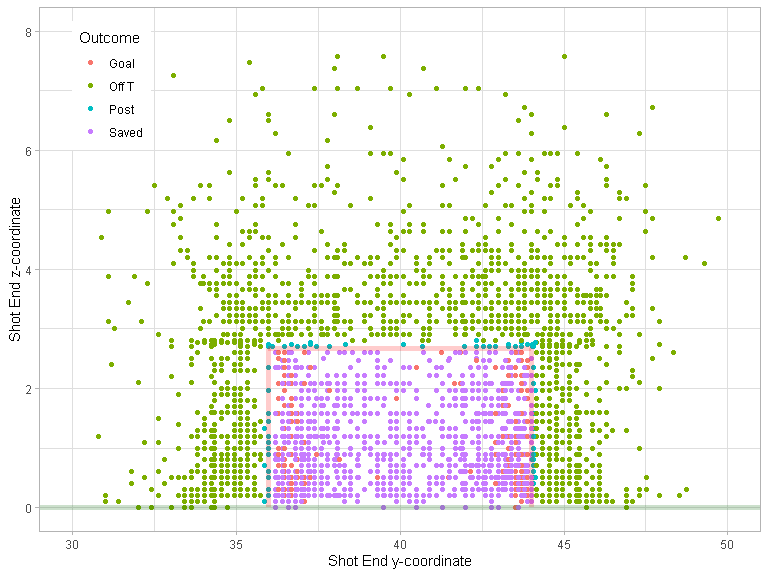 Outcome
Goal
Off T
Post
Saved
8
6
4
2
0
Shot End z-coordinate
30
35
40
45
50
Shot End y-coordinate